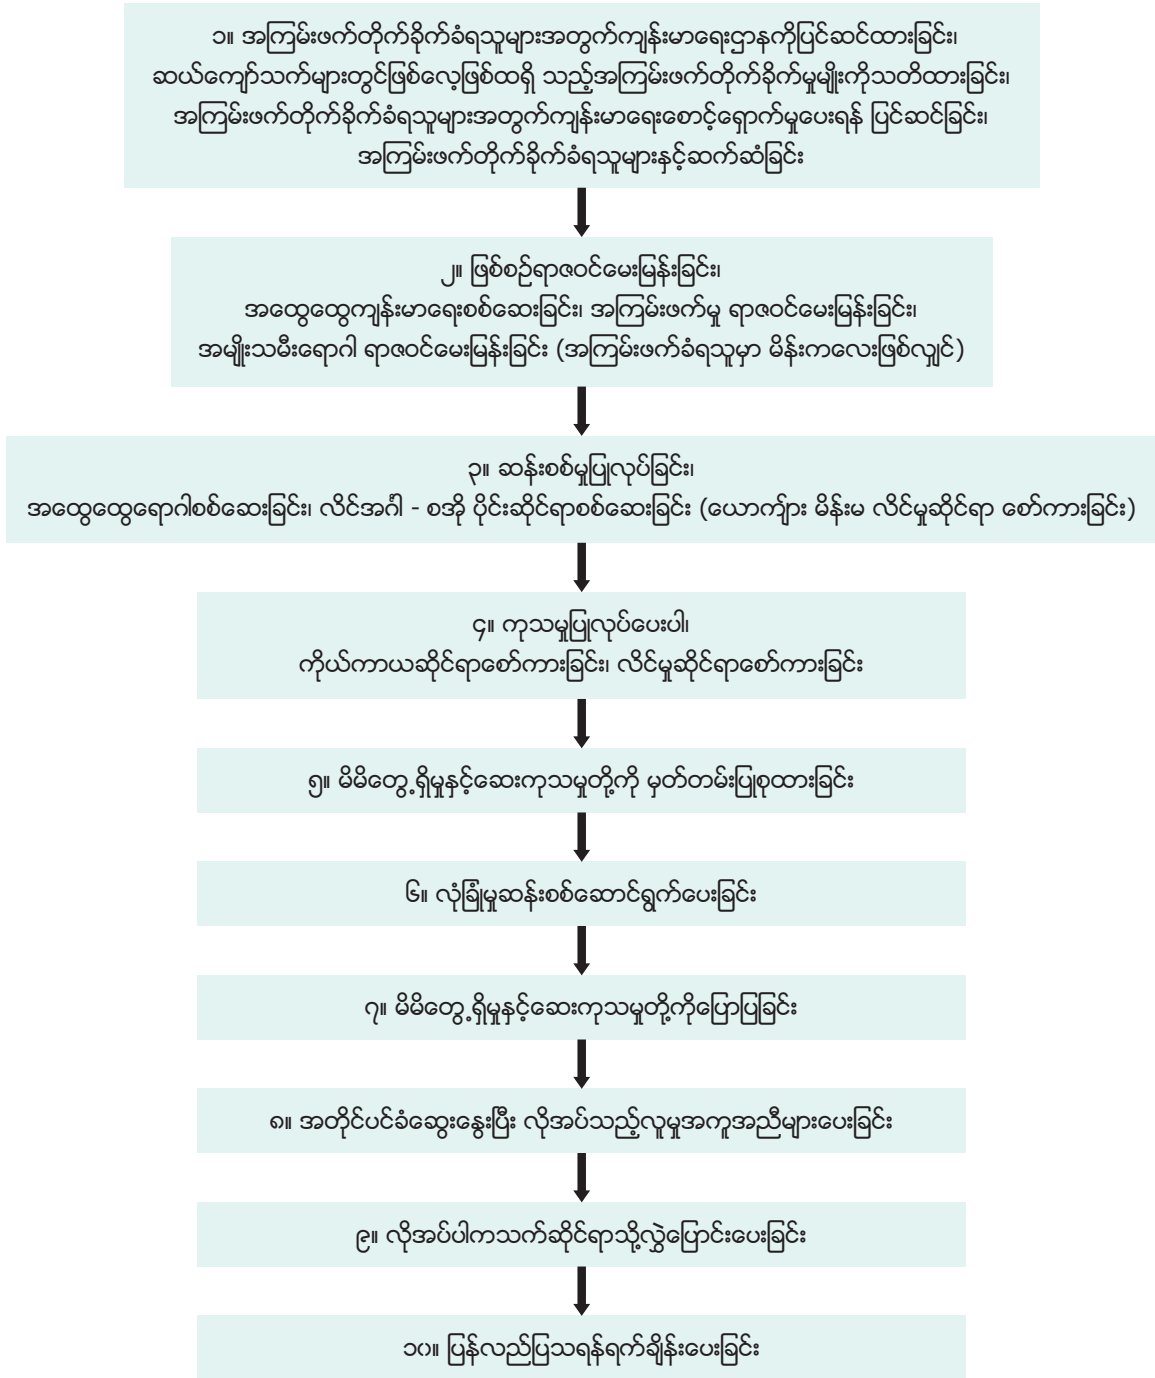 ၁။ အကြမ်းဖက်တိုက်ခိုက်ခံရသူများအတွက်ကျန်းမာရေးဌာနကိုပြင်ဆင်ထားခြင်း၊
ဆယ်ကျော်သက်များတွင်ဖြစ်လေ့ဖြစ်ထရှိ သည့်အကြမ်းဖက်တိုက်ခိုက်မှုမျိုးကိုသတိထားခြင်း၊
အကြမ်းဖက်တိုက်ခိုက်ခံရသူများအတွက်ကျန်းမာရေးစောင့်ရှောက်မှုပေးရန် ပြင်ဆင်ခြင်း၊
အကြမ်းဖက်တိုက်ခိုက်ခံရသူများနှင့်ဆက်ဆံခြင်း
၂။ ဖြစ်စဉ်ရာဇဝင်မေးမြန်းခြင်း၊
အထွေထွေကျန်းမာရေးစစ်ဆေးခြင်း၊ အကြမ်းဖက်မှု ရာဇဝင်မေးမြန်းခြင်း၊
အမျိုးသမီးရောဂါ ရာဇဝင်မေးမြန်းခြင်း (အကြမ်းဖက်ခံရသူမှာ မိန်းကလေးဖြစ်လျှင်)
၃။ ဆန်းစစ်မှုပြုလုပ်ခြင်း၊
အထွေထွေရောဂါစစ်ဆေးခြင်း၊ လိင်အင်္ဂါ - စအို ပိုင်းဆိုင်ရာစစ်ဆေးခြင်း (ယောက်ျား မိန်းမ လိင်မှုဆိုင်ရာ စော်ကားခြင်း)
၄။ ကုသမှုပြုလုပ်ပေးပါ၊
ကိုယ်ကာယဆိုင်ရာစော်ကားခြင်း၊ လိင်မှုဆိုင်ရာစော်ကားခြင်း
၅။ မိမိတွေ့ရှိမှုနှင့်ဆေးကုသမှုတို့ကို မှတ်တမ်းပြုစုထားခြင်း
၆။ လုံခြုံမှုဆန်းစစ်ဆောင်ရွက်ပေးခြင်း
၇။ မိမိတွေ့ရှိမှုနှင့်ဆေးကုသမှုတို့ကိုပြောပြခြင်း
၈။ အတိုင်ပင်ခံဆွေးနွေးပြီး လိုအပ်သည့်လူမှုအကူအညီများပေးခြင်း
၉။ လိုအပ်ပါကသက်ဆိုင်ရာသို့လွှဲပြောင်းပေးခြင်း
၁၀။ ပြန်လည်ပြသရန်ရက်ချိန်းပေးခြင်း